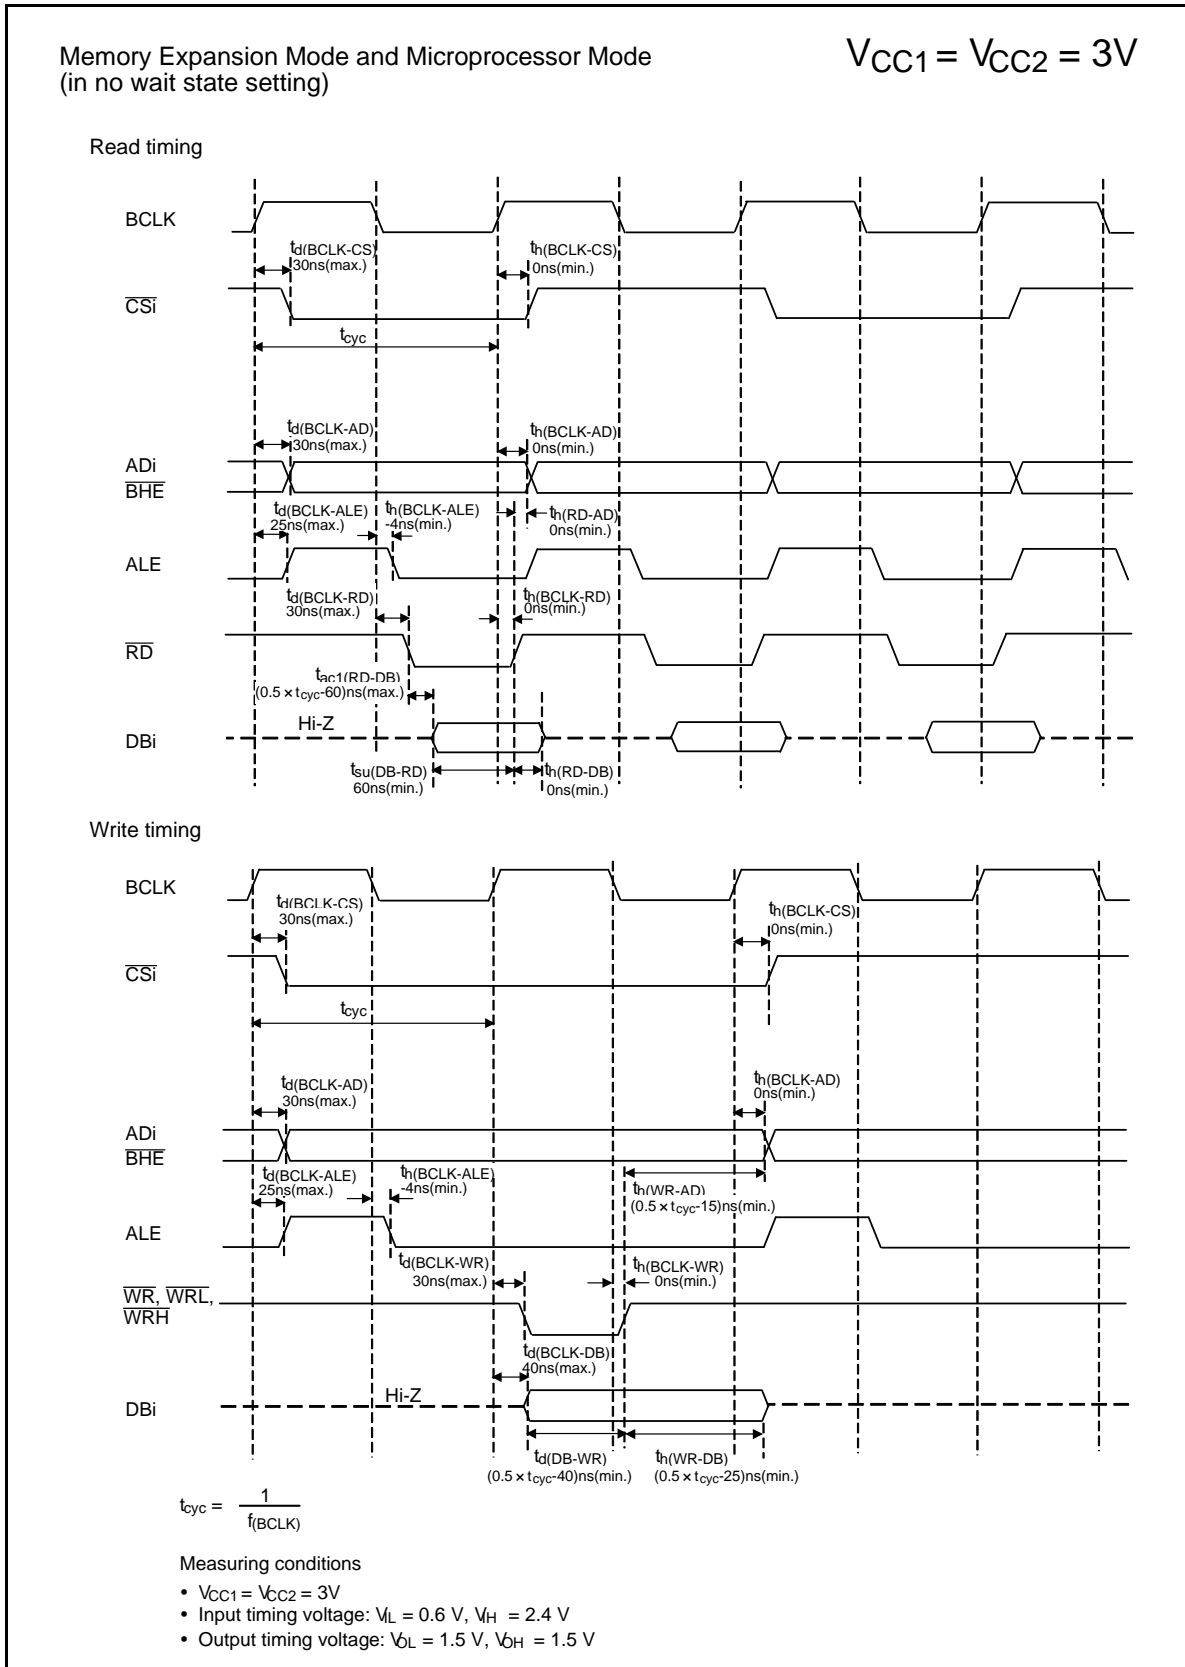 Memory Expansion Mode and Microprocessor Mode
(in no wait state setting)
VCC1 = VCC2 = 3V
Read timing
BCLK
td(BCLK-CS)
30ns(max.)
th(BCLK-CS)
0ns(min.)
CSi
tcyc
td(BCLK-AD)
30ns(max.)
th(BCLK-AD)
0ns(min.)
ADi
BHE
td(BCLK-ALE)
25ns(max.)
th(BCLK-ALE)
-4ns(min.)
th(RD-AD)
0ns(min.)
ALE
td(BCLK-RD)
30ns(max.)
th(BCLK-RD)
0ns(min.)
RD
tac1(RD-DB)
(0.5 × tcyc-60)ns(max.)
Hi-Z
DBi
tsu(DB-RD)
60ns(min.)
th(RD-DB)
0ns(min.)
Write timing
BCLK
td(BCLK-CS)
30ns(max.)
th(BCLK-CS)
0ns(min.)
CSi
tcyc
td(BCLK-AD)
30ns(max.)
th(BCLK-AD)
0ns(min.)
ADi
BHE
td(BCLK-ALE)
25ns(max.)
th(BCLK-ALE)
-4ns(min.)
th(WR-AD)
(0.5 × tcyc-15)ns(min.)
ALE
td(BCLK-WR)
30ns(max.)
th(BCLK-WR)
0ns(min.)
WR, WRL,
WRH
td(BCLK-DB)
40ns(max.)
Hi-Z
DBi
td(DB-WR)
(0.5 × tcyc-40)ns(min.)
th(WR-DB)
(0.5 × tcyc-25)ns(min.)
tcyc = 1
f(BCLK)
Measuring conditions
• VCC1 = VCC2 = 3V
• Input timing voltage: VIL = 0.6 V, VIH = 2.4 V
• Output timing voltage: VOL = 1.5 V, VOH = 1.5 V